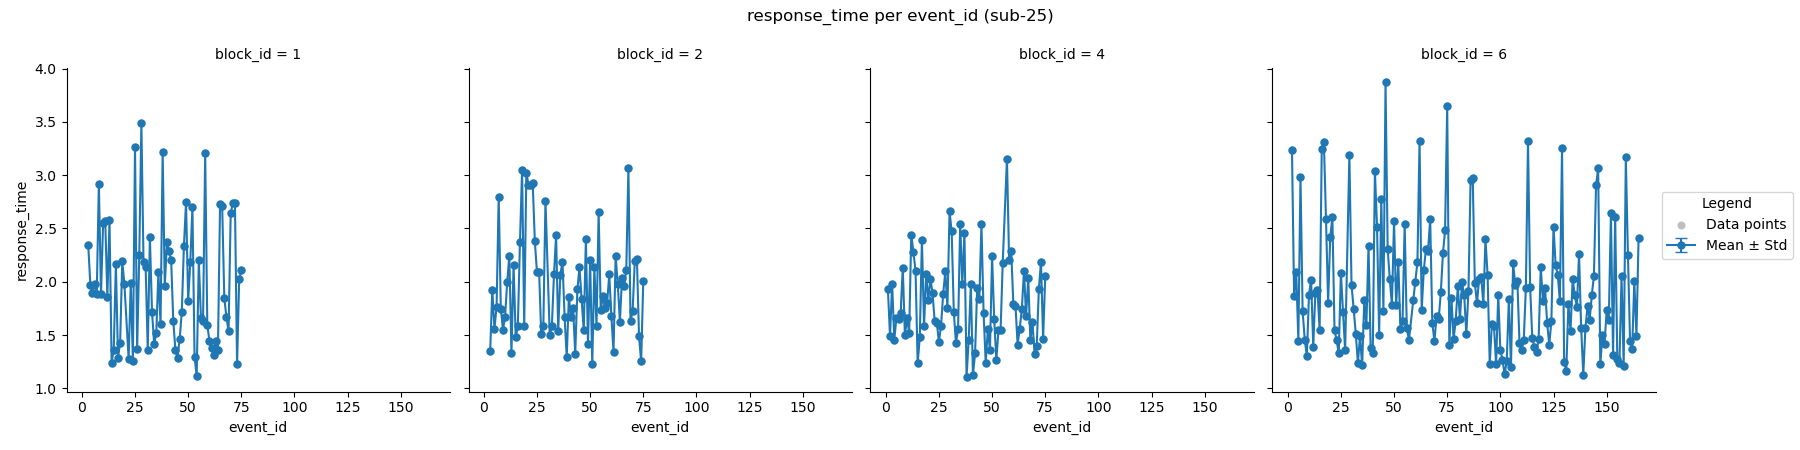 response_time per event_id (sub-25)
block_id = 1
block_id = 2
block_id = 4
block_id = 6
response_time
4.0
3.5
3.0
2.5
2.0
1.5
1.0
0 25 50 75 100 125 150
0 25 50 75 100 125 150
0 25 50 75 100 125 150
0 25 50 75 100 125 150
event_id
event_id
event_id
event_id
Legend
Data points
Mean ± Std